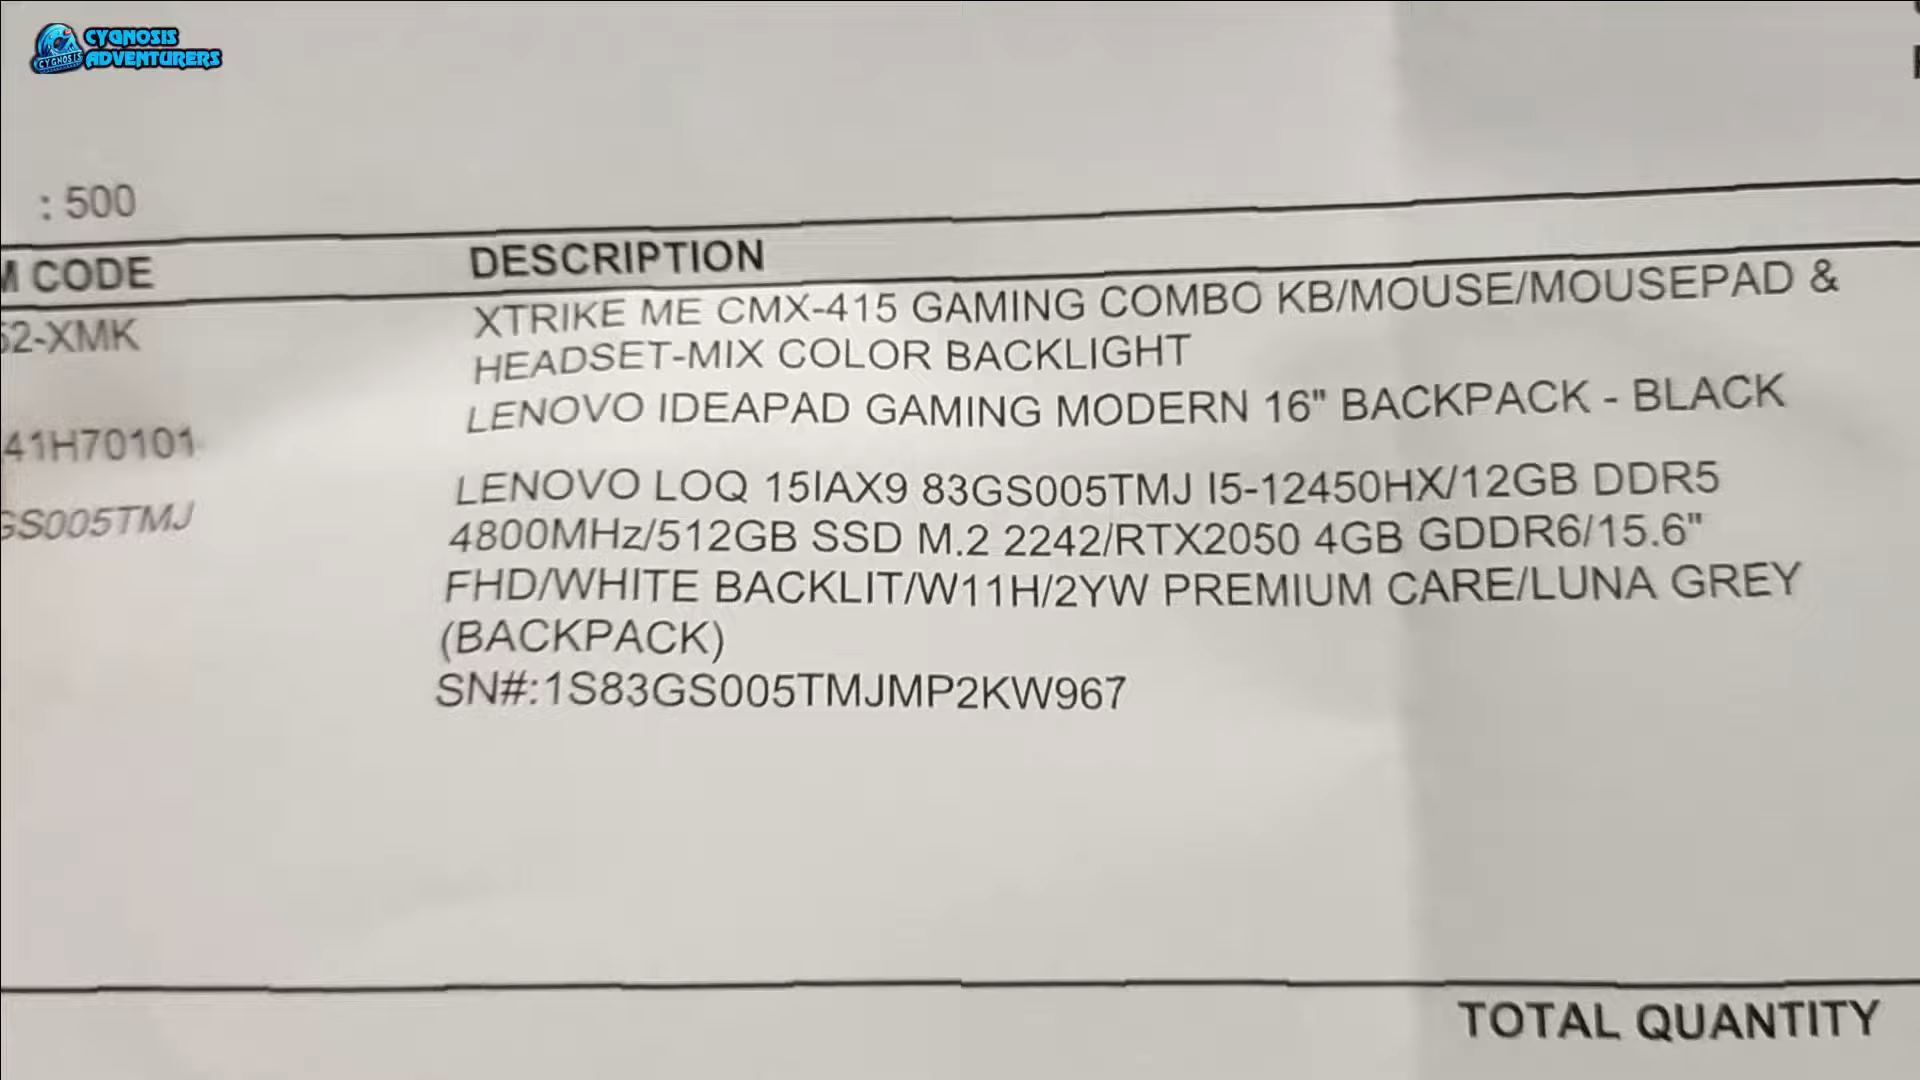 CYGNOSIS
ADVENTURERS
CYGNOSIS
: 500
CODE
DESCRIPTION
52-XMK
XTRIKE ME CMX-415 GAMING COMBO KB/MOUSE/MOUSEPAD &
HEADSET-MIX COLOR BACKLIGHT
41H70101
LENOVO IDEAPAD GAMING MODERN 16" BACKPACK - BLACK
GS005TMJ
LENOVO LOQ 15IAX9 83GS005TMJ I5-12450HX/12GB DDR5
4800MHz/512GB SSD M.2 2242/RTX2050 4GB GDDR6/15.6"
FHD/WHITE BACKLIT/W11H/2YW PREMIUM CARE/LUNA GREY
(BACKPACK)
SN#:1S83GS005TMJMP2KW967
TOTAL QUANTITY